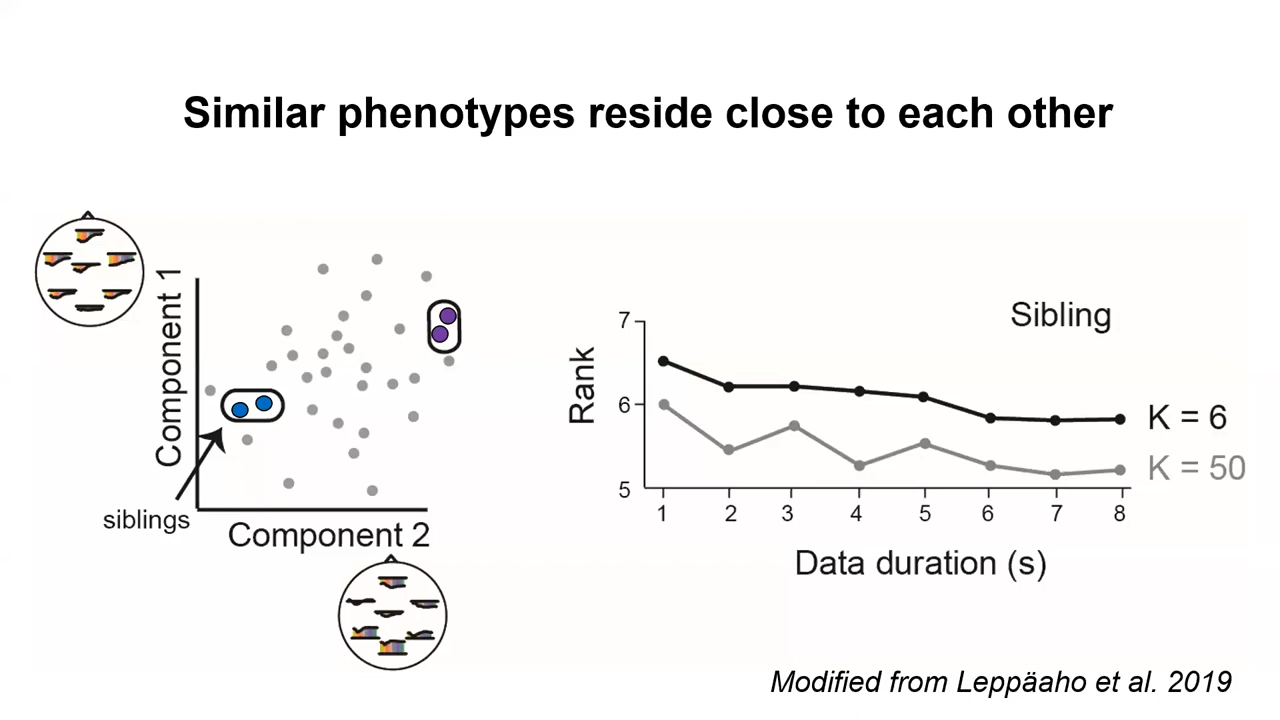 Similar phenotypes reside close to each other
Component 1
siblings
Component 2
Sibling
Rank
7
6
5
K = 6
K = 50
1 2 3 4 5 6 7 8
Data duration (s)
Modified from Leppäaho et al. 2019